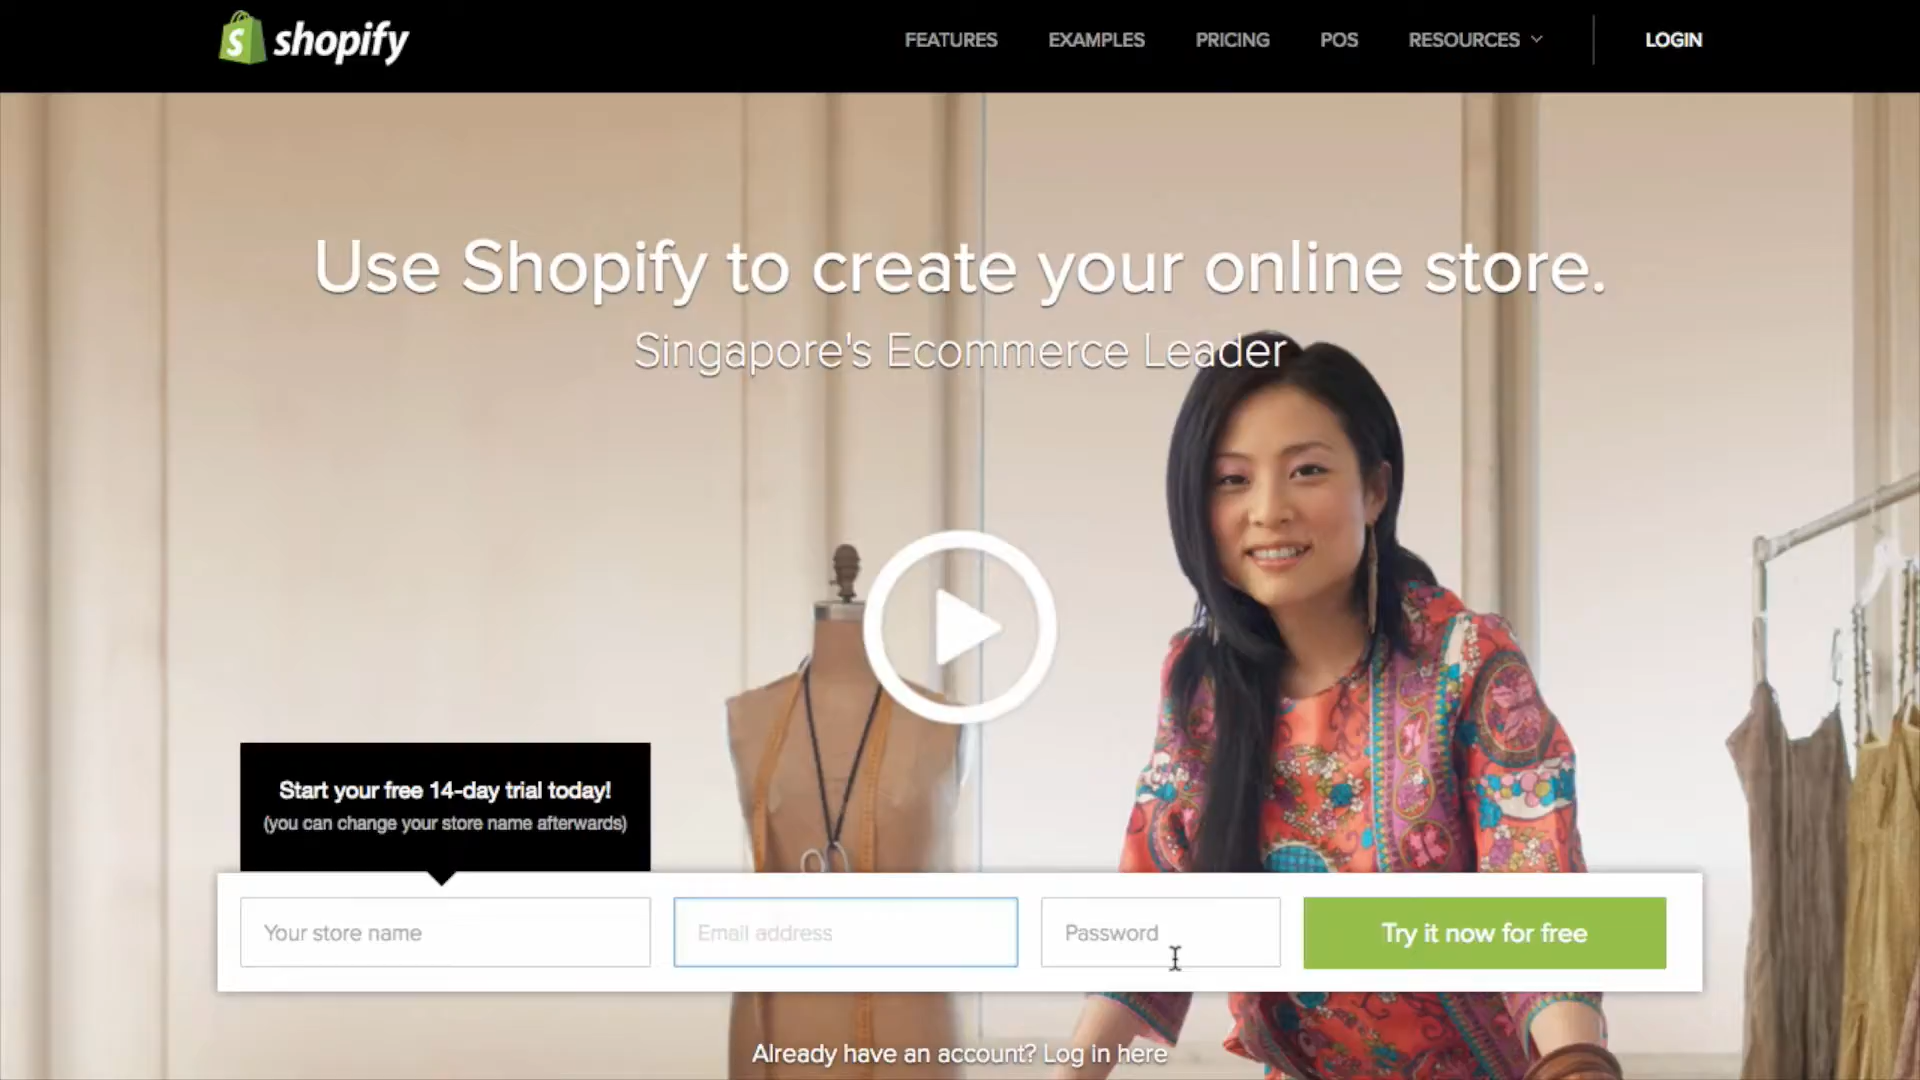 shopify
FEATURES
EXAMPLES
PRICING
POS
RESOURCES
LOGIN
Use Shopify to create your online store.
Singapore's Ecommerce Leader
Start your free 14-day trial today!
(you can change your store name afterwards)
Your store name
Email address
Password
Try it now for free
Already have an account? Log in here